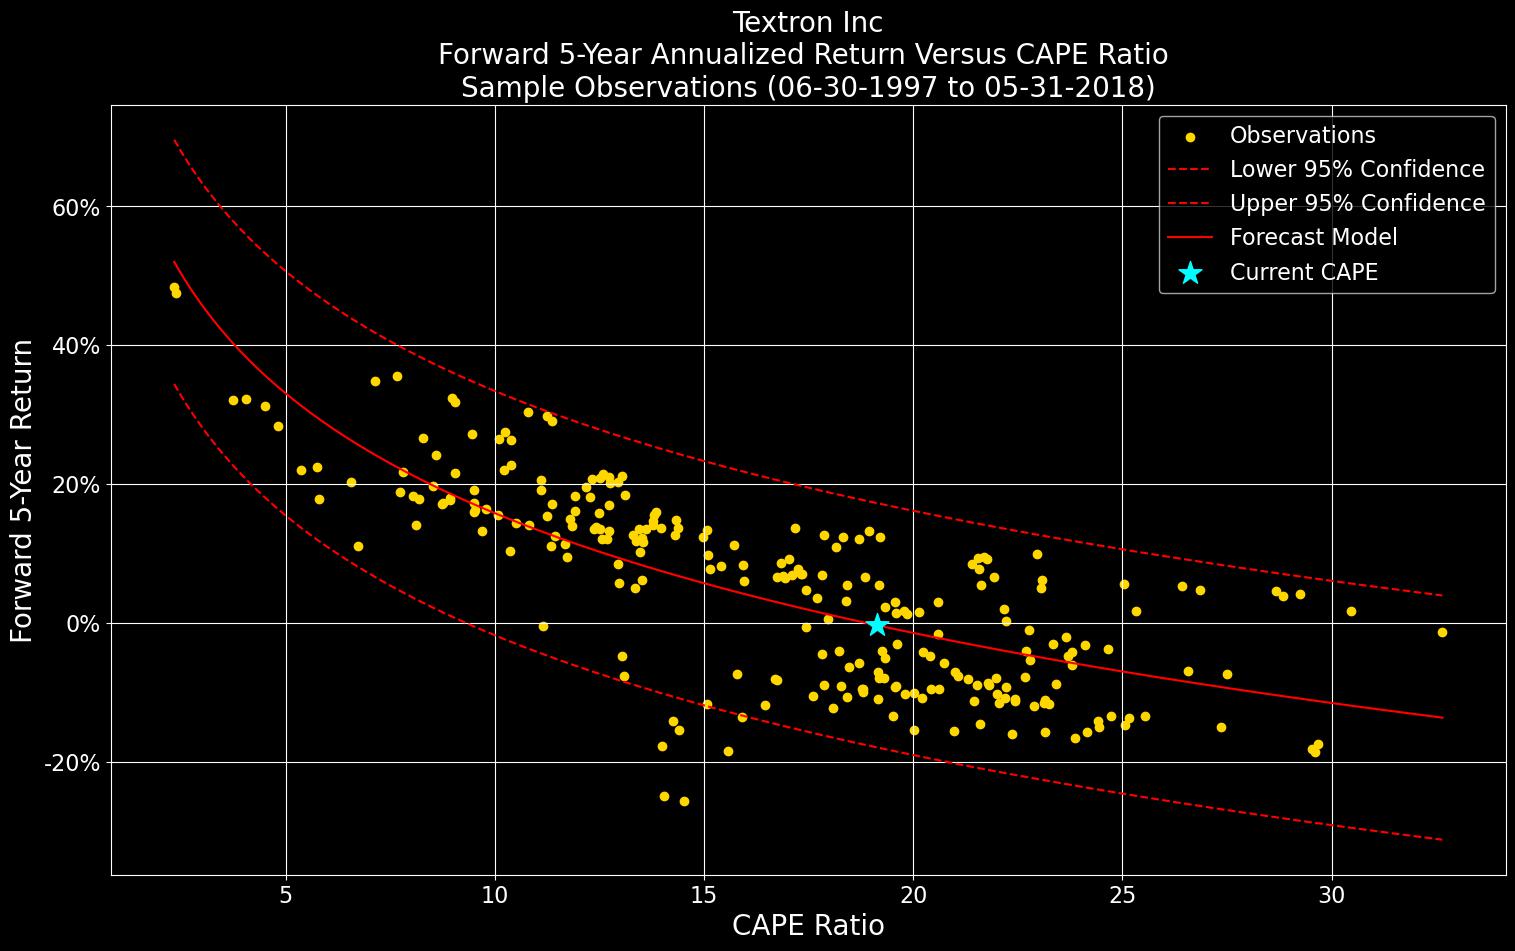 Textron Inc
Forward 5-Year Annualized Return Versus CAPE Ratio
Sample Observations (06-30-1997 to 05-31-2018)
Observations
Lower 95% Confidence
Upper 95% Confidence
Forecast Model
Current CAPE
Forward 5-Year Return
60%
40%
20%
0%
-20%
5 10 15 20 25 30
CAPE Ratio